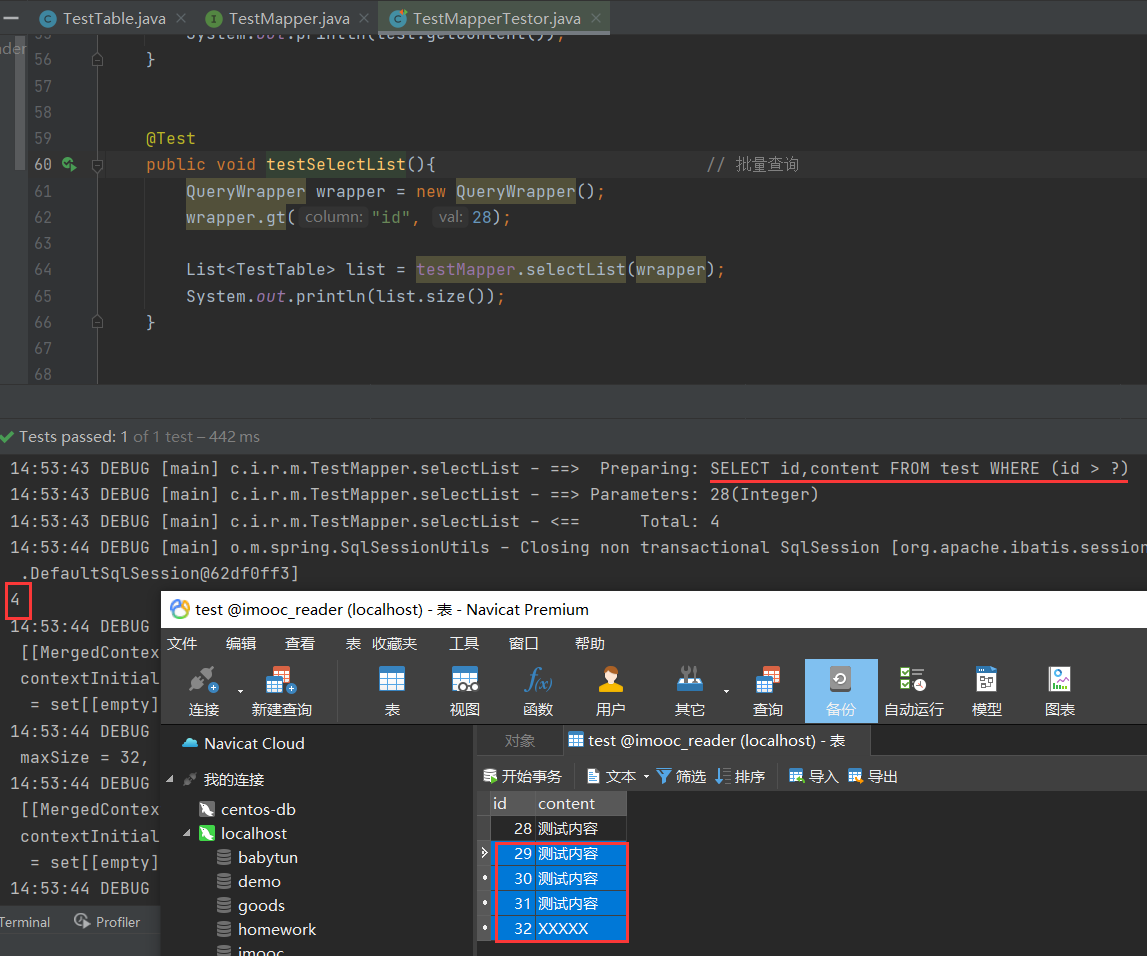 TestTable.java
TestMapper.java
TestMapperTestor.java
System.out.println(test.getContent());
56 }
57
58
59 @Test
60 public void testSelectList(){ // 批量查询
61 QueryWrapper wrapper = new QueryWrapper();
62 wrapper.gt( column: "id", val: 28);
63
64 List<TestTable> list = testMapper.selectList(wrapper);
65 System.out.println(list.size());
66 }
67
68
Tests passed: 1 of 1 test – 442 ms
14:53:43 DEBUG [main] c.i.r.m.TestMapper.selectList - ==>  Preparing: SELECT id,content FROM test WHERE (id > ?)
14:53:43 DEBUG [main] c.i.r.m.TestMapper.selectList - ==> Parameters: 28(Integer)
14:53:43 DEBUG [main] c.i.r.m.TestMapper.selectList - <==      Total: 4
14:53:44 DEBUG [main] o.m.spring.SqlSessionUtils - Closing non transactional SqlSession [org.apache.ibatis.session
.DefaultSqlSession@62df0ff3]
4
14:53:44 DEBUG
[[MergedContex
contextInitial
= set[[empty]
14:53:44 DEBUG
maxSize = 32,
14:53:44 DEBUG
[[MergedContex
contextInitial
= set[[empty]
14:53:44 DEBUG
Terminal Profiler
test @imooc_reader (localhost) - 表 - Navicat Premium
文件 编辑 查看 表 收藏夹 工具 窗口 帮助
连接 新建查询 表 视图 函数 用户 其它 查询 备份 自动运行 模型 图表
Navicat Cloud
我的连接
centos-db
localhost
babytun
demo
goods
homework
imooc
对象 test @imooc_reader (localhost) - 表
开始事务 文本 筛选 排序 导入 导出
id content
28 测试内容
29 测试内容
30 测试内容
31 测试内容
32 XXXXX